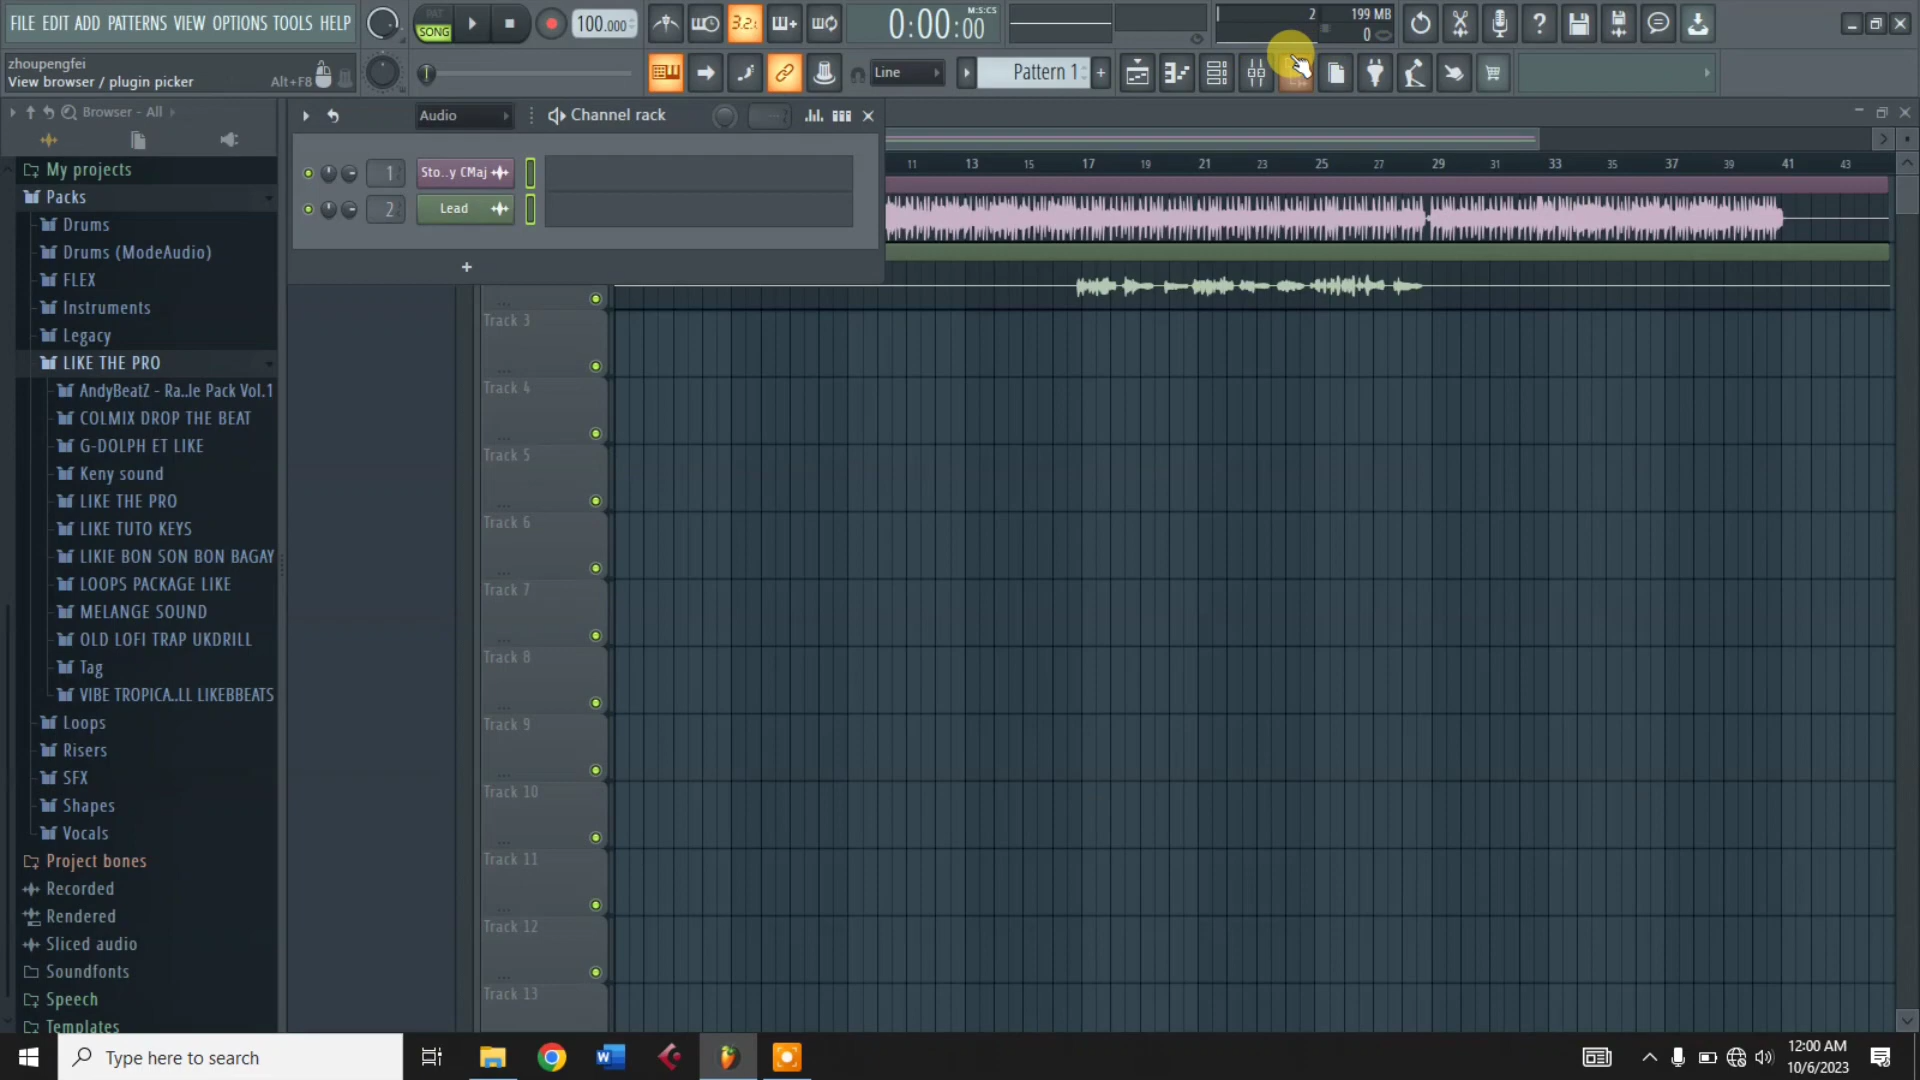 FILE EDIT ADD PATTERNS VIEW OPTIONS TOOLS HELP
PAT
SONG
100.000
3.2.
0:00:00
M:S:CS
2
199 MB
0
zhoupengfei
View browser / plugin picker
Alt+F8
Line
Pattern 1
+
Browser - All
Audio
Channel rack
My projects
Packs
Drums
Drums (ModeAudio)
FLEX
Instruments
Legacy
LIKE THE PRO
AndyBeatZ - Ra..le Pack Vol.1
COLMIX DROP THE BEAT
G-DOLPH ET LIKE
Keny sound
LIKE THE PRO
LIKE TUTO KEYS
LIKIE BON SON BON BAGAY
LOOPS PACKAGE LIKE
MELANGE SOUND
OLD LOFI TRAP UKDRILL
Tag
VIBE TROPICA..LL LIKEBBEATS
Loops
Risers
SFX
Shapes
Vocals
Project bones
Recorded
Rendered
Sliced audio
Soundfonts
Speech
Templates
1
Sto..y CMaj
2
Lead
+
11 13 15 17 19 21 23 25 27 29 31 33 35 37 39 41 43
...
Track 3
...
Track 4
...
Track 5
...
Track 6
...
Track 7
...
Track 8
...
Track 9
...
Track 10
...
Track 11
...
Track 12
...
Track 13
Type here to search
12:00 AM
10/6/2023